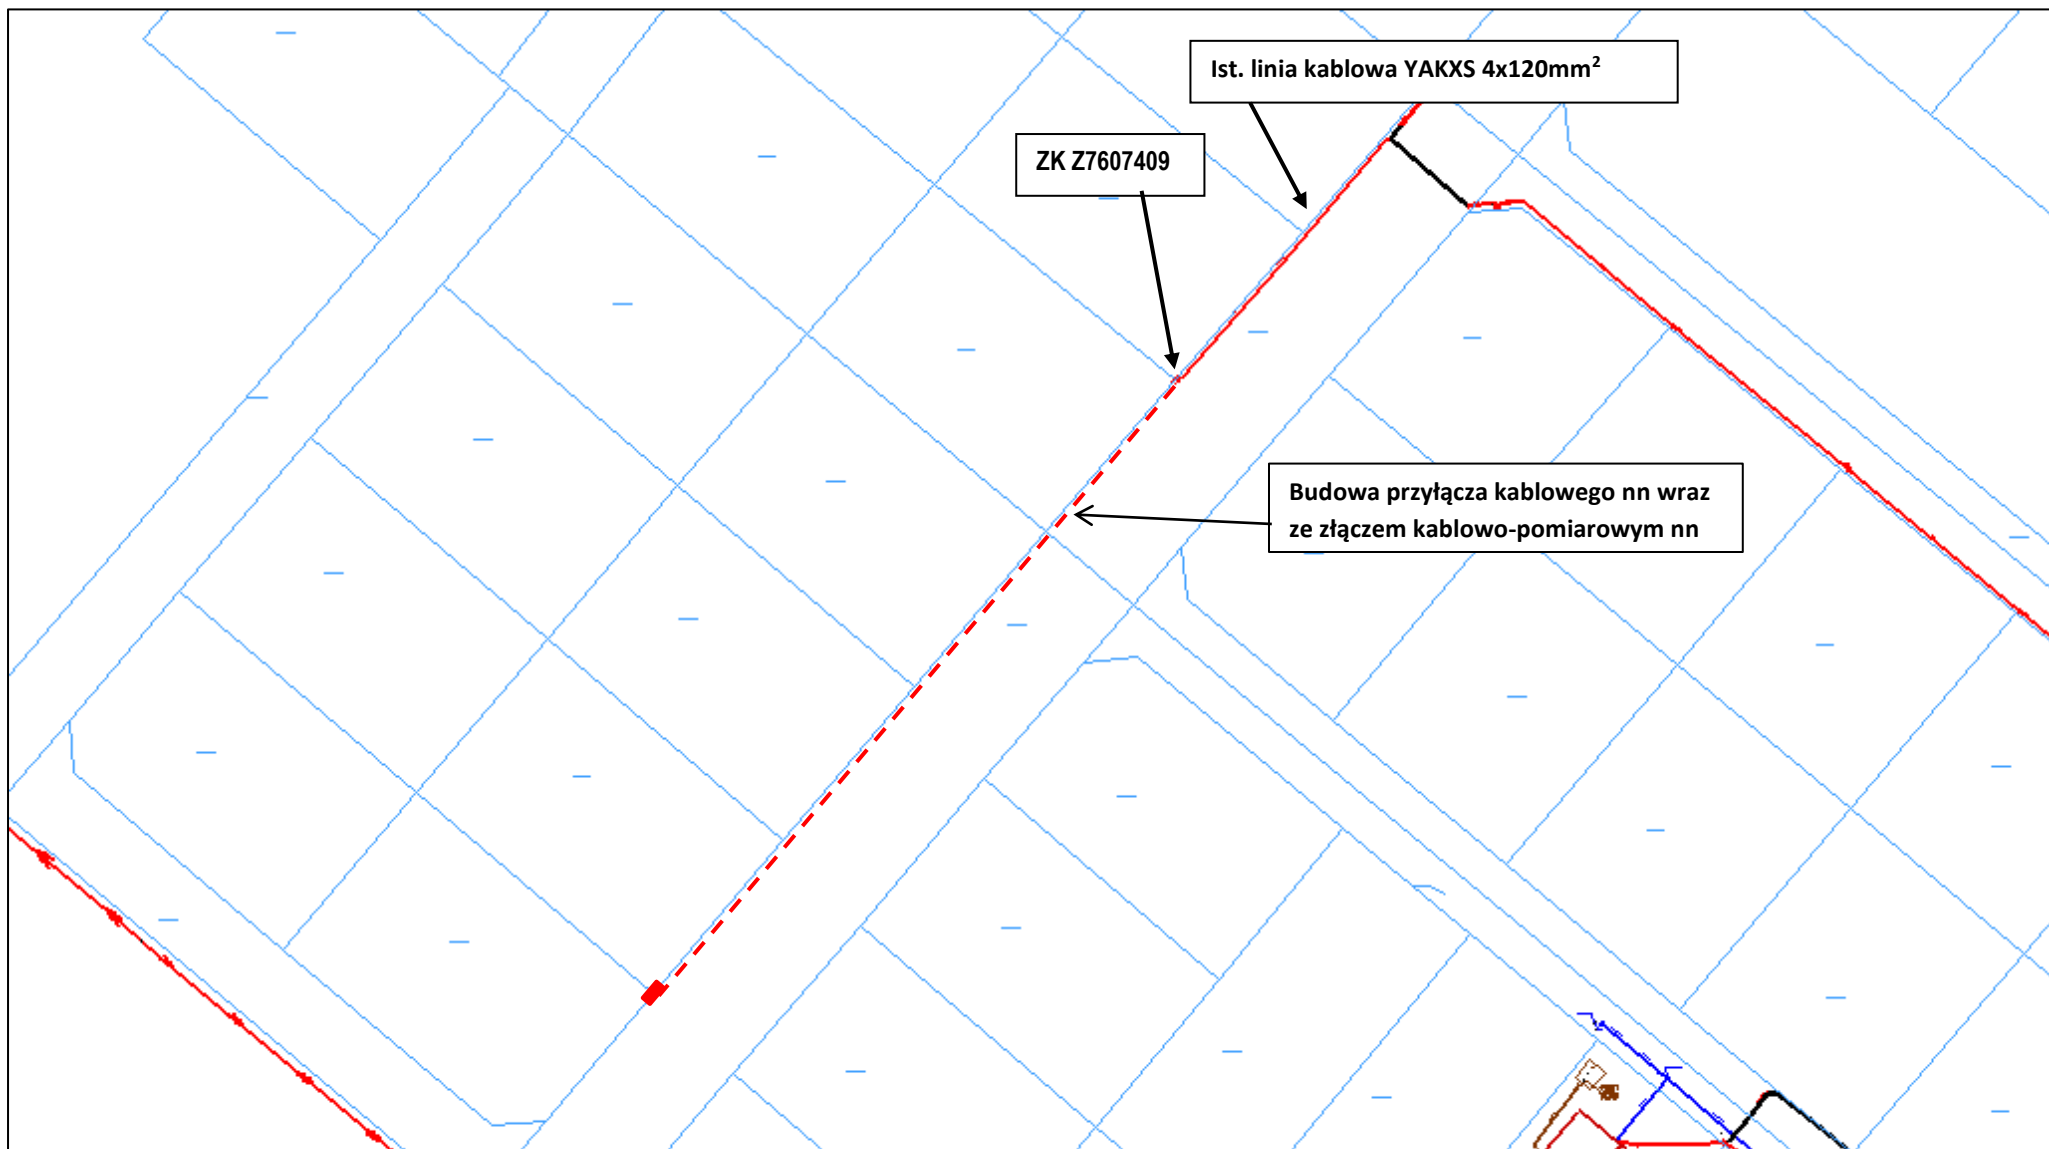 Ist. linia kablowa YAKXS 4x120mm²
ZK Z7607409
Budowa przyłącza kablowego nn wraz
ze złączem kablowo-pomiarowym nn